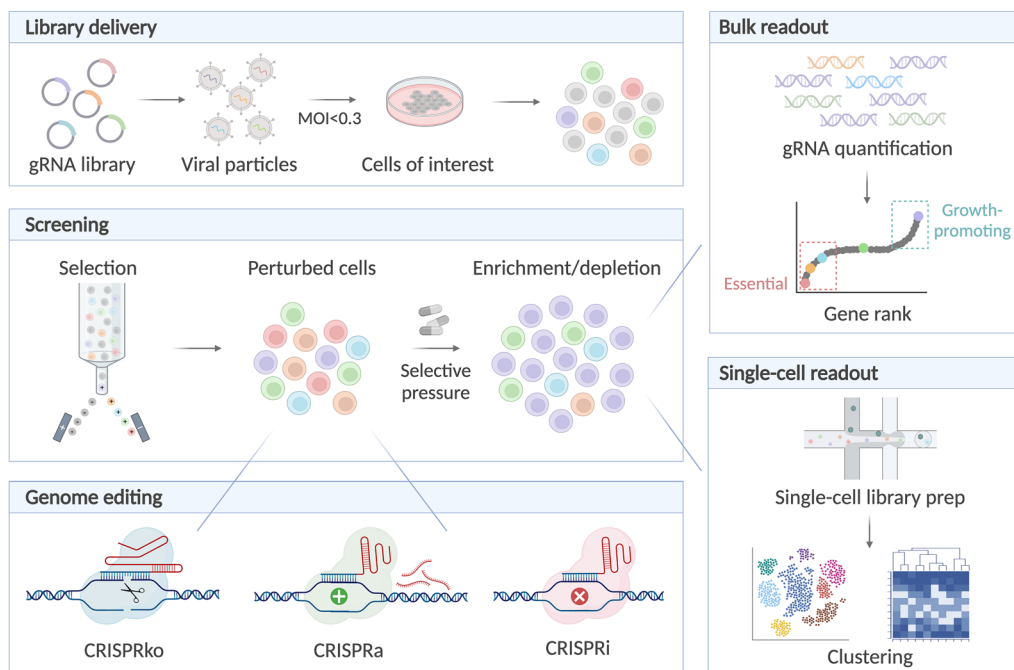 Library delivery
gRNA library
Viral particles
MOI<0.3
Cells of interest
Screening
Selection
Perturbed cells
Selective
pressure
Enrichment/depletion
Genome editing
CRISPRko
CRISPRa
CRISPRi
Bulk readout
gRNA quantification
Growth-
promoting
Essential
Gene rank
Single-cell readout
Single-cell library prep
Clustering